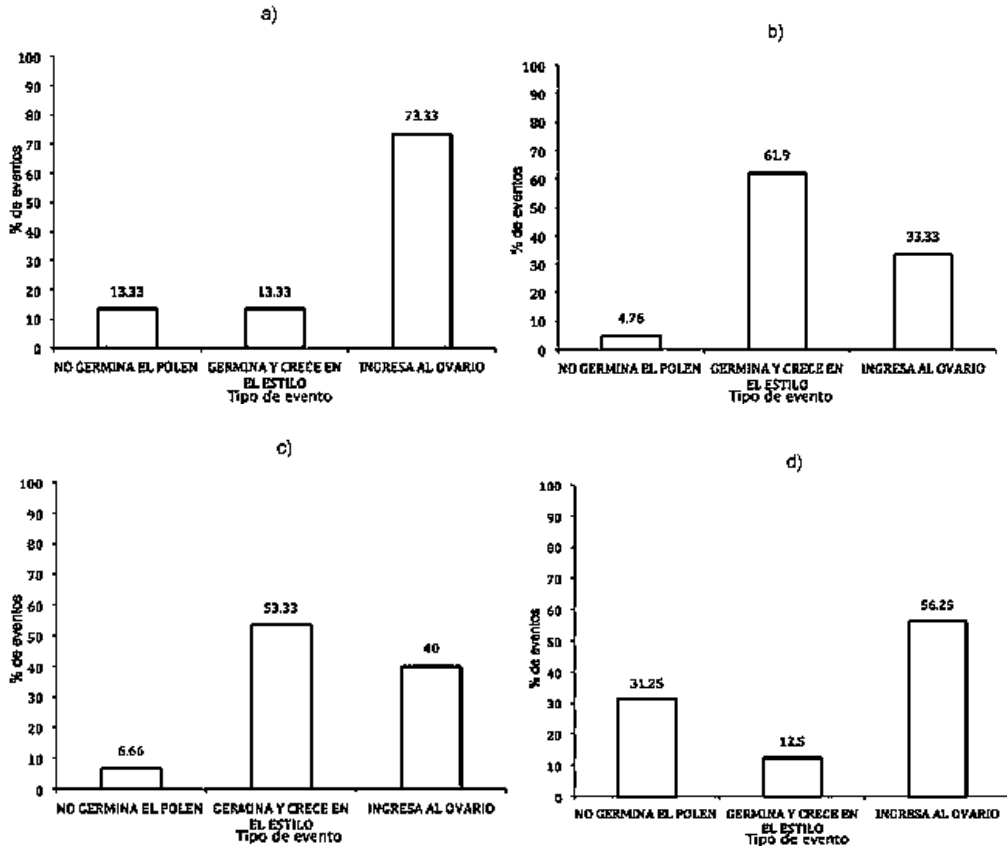 a)
% de eventos
100
90
80
70
60
50
40
30
20
10
0
13.33
13.33
73.33
NO GERMINA EL POLEN
GERMINA Y CRECE EN
EL ESTILO
INGRESA AL OVARIO
Tipo de evento
b)
% de eventos
100
90
80
70
60
50
40
30
20
10
0
4.76
61.9
33.33
NO GERMINA EL POLEN
GERMINA Y CRECE EN
EL ESTILO
INGRESA AL OVARIO
Tipo de evento
c)
% de eventos
100
90
80
70
60
50
40
30
20
10
0
6.66
53.33
40
NO GERMINA EL POLEN
GERMINA Y CRECE EN
EL ESTILO
INGRESA AL OVARIO
Tipo de evento
d)
% de eventos
100
90
80
70
60
50
40
30
20
10
0
31.25
12.5
56.25
NO GERMINA EL POLEN
GERMINA Y CRECE EN
EL ESTILO
INGRESA AL OVARIO
Tipo de evento